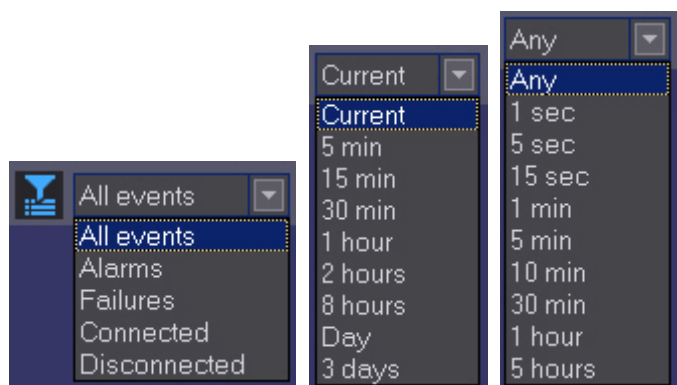 All events
All events
Alarms
Failures
Connected
Disconnected
Current
Current
5 min
15 min
30 min
1 hour
2 hours
8 hours
Day
3 days
Any
Any
1 sec
5 sec
15 sec
1 min
5 min
10 min
30 min
1 hour
5 hours